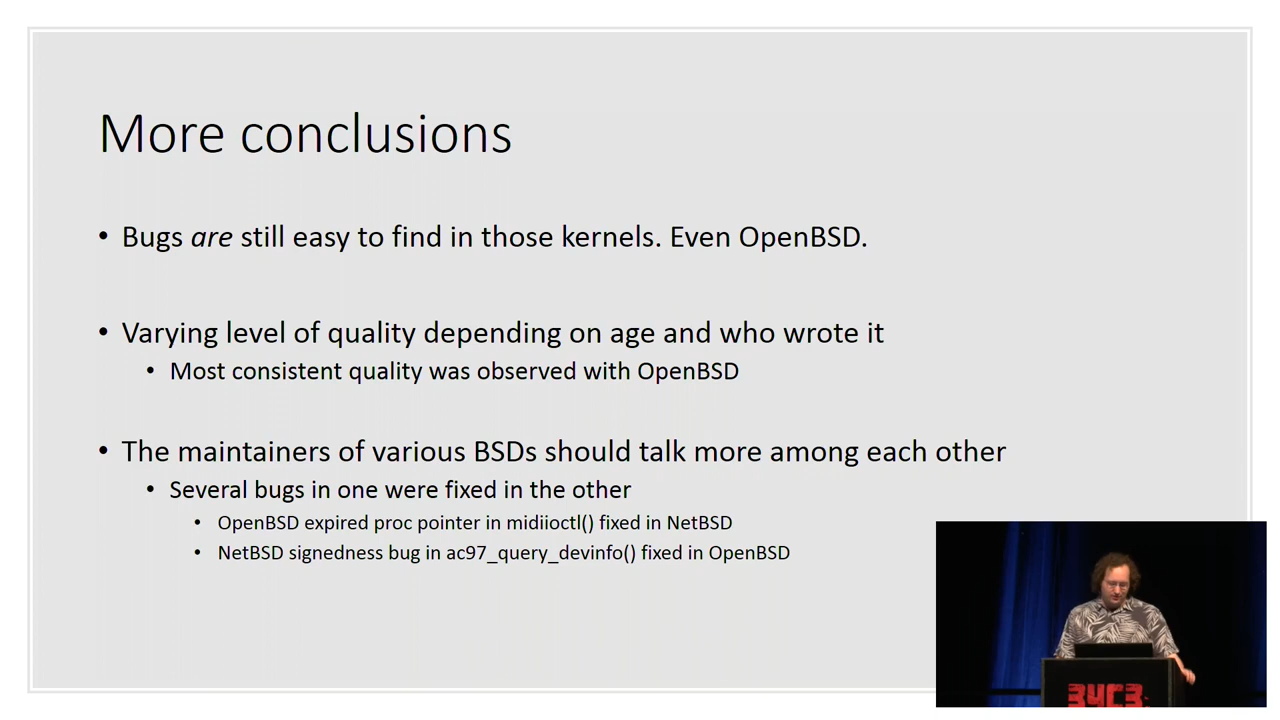 More conclusions
• Bugs are still easy to find in those kernels. Even OpenBSD.
• Varying level of quality depending on age and who wrote it
• Most consistent quality was observed with OpenBSD
• The maintainers of various BSDs should talk more among each other
• Several bugs in one were fixed in the other
• OpenBSD expired proc pointer in midiioctl() fixed in NetBSD
• NetBSD signedness bug in ac97_query_devinfo() fixed in OpenBSD
34C3